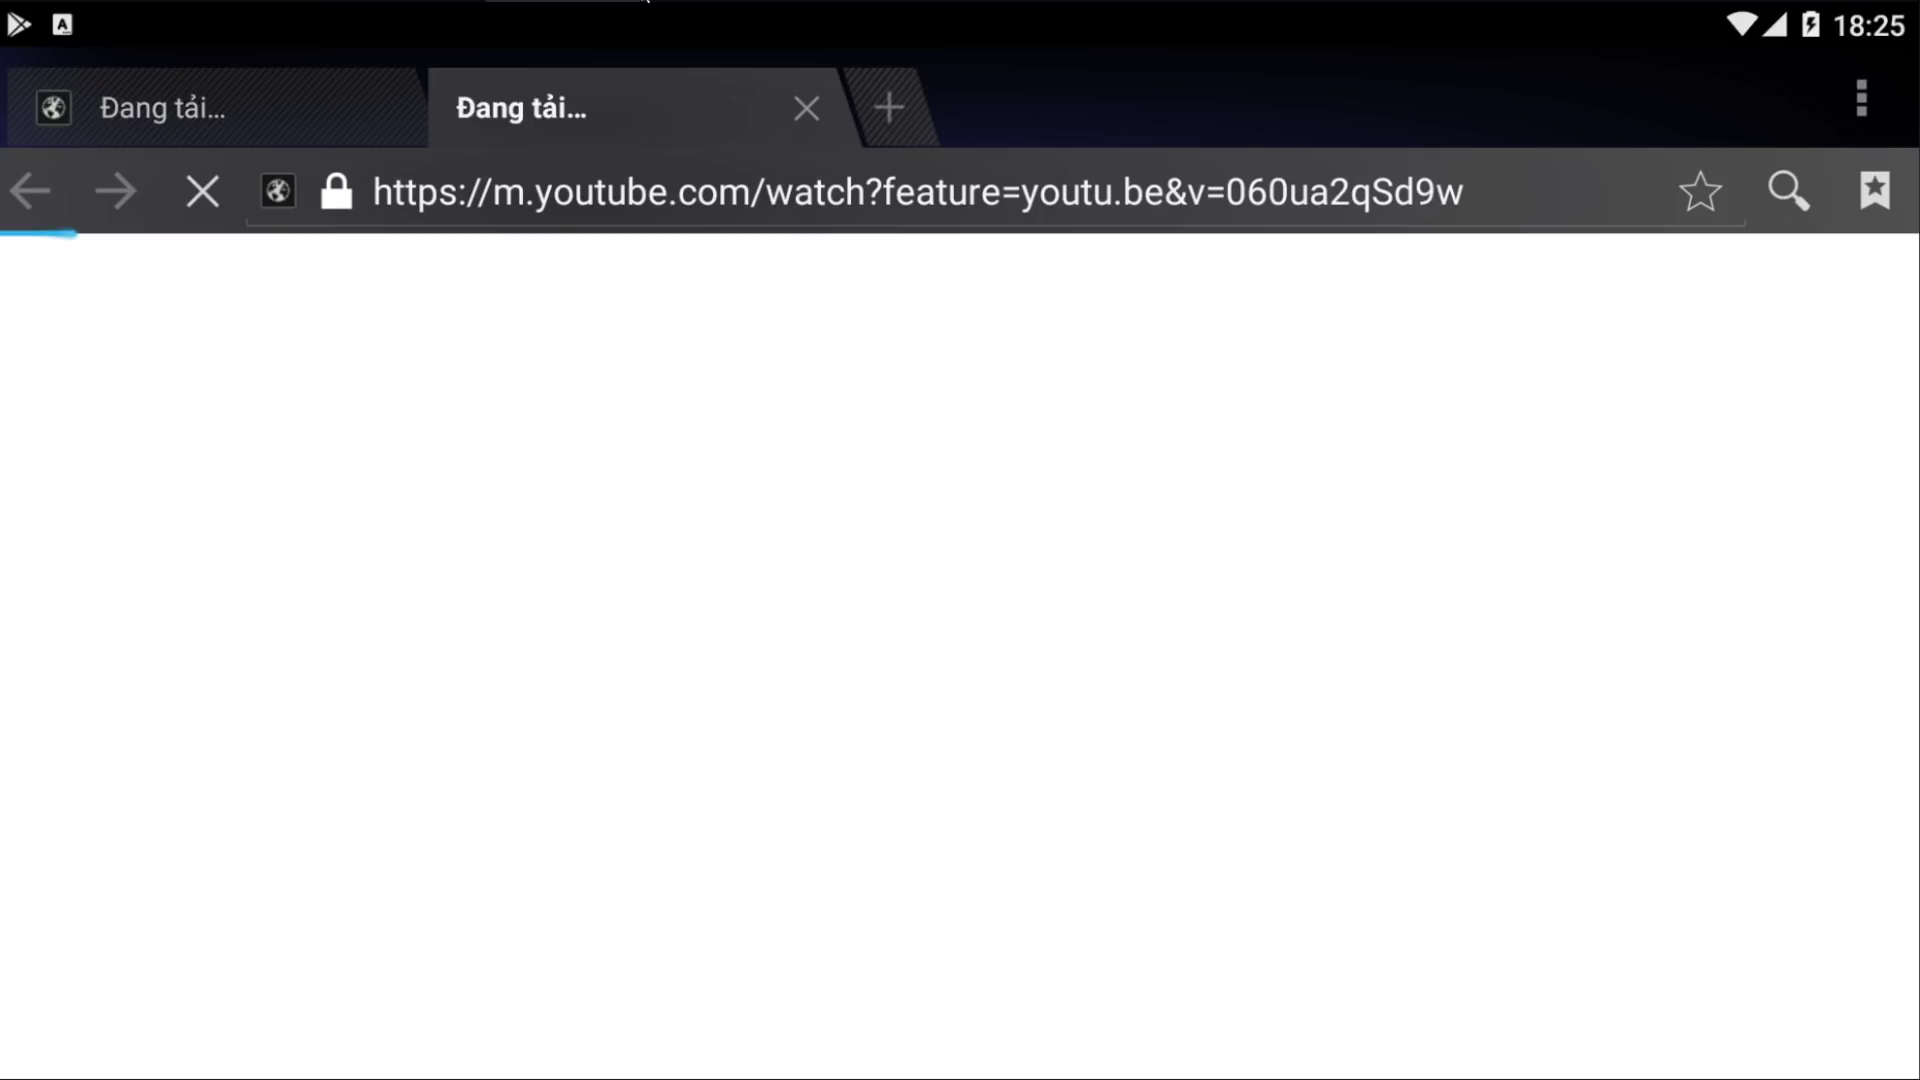 A
18:25
Đang tải...
Đang tải...
https://m.youtube.com/watch?feature=youtu.be&v=060ua2qSd9w